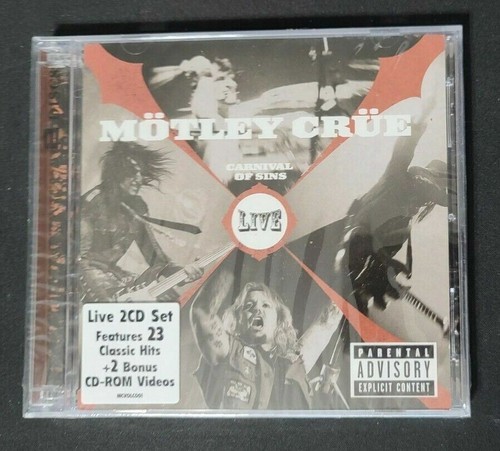 MÖTLEY CRÜE
CARNIVAL
OF SINS
LIVE
Live 2CD Set
Features 23
Classic Hits
+2 Bonus
CD-ROM Videos
PARENTAL
ADVISORY
EXPLICIT CONTENT